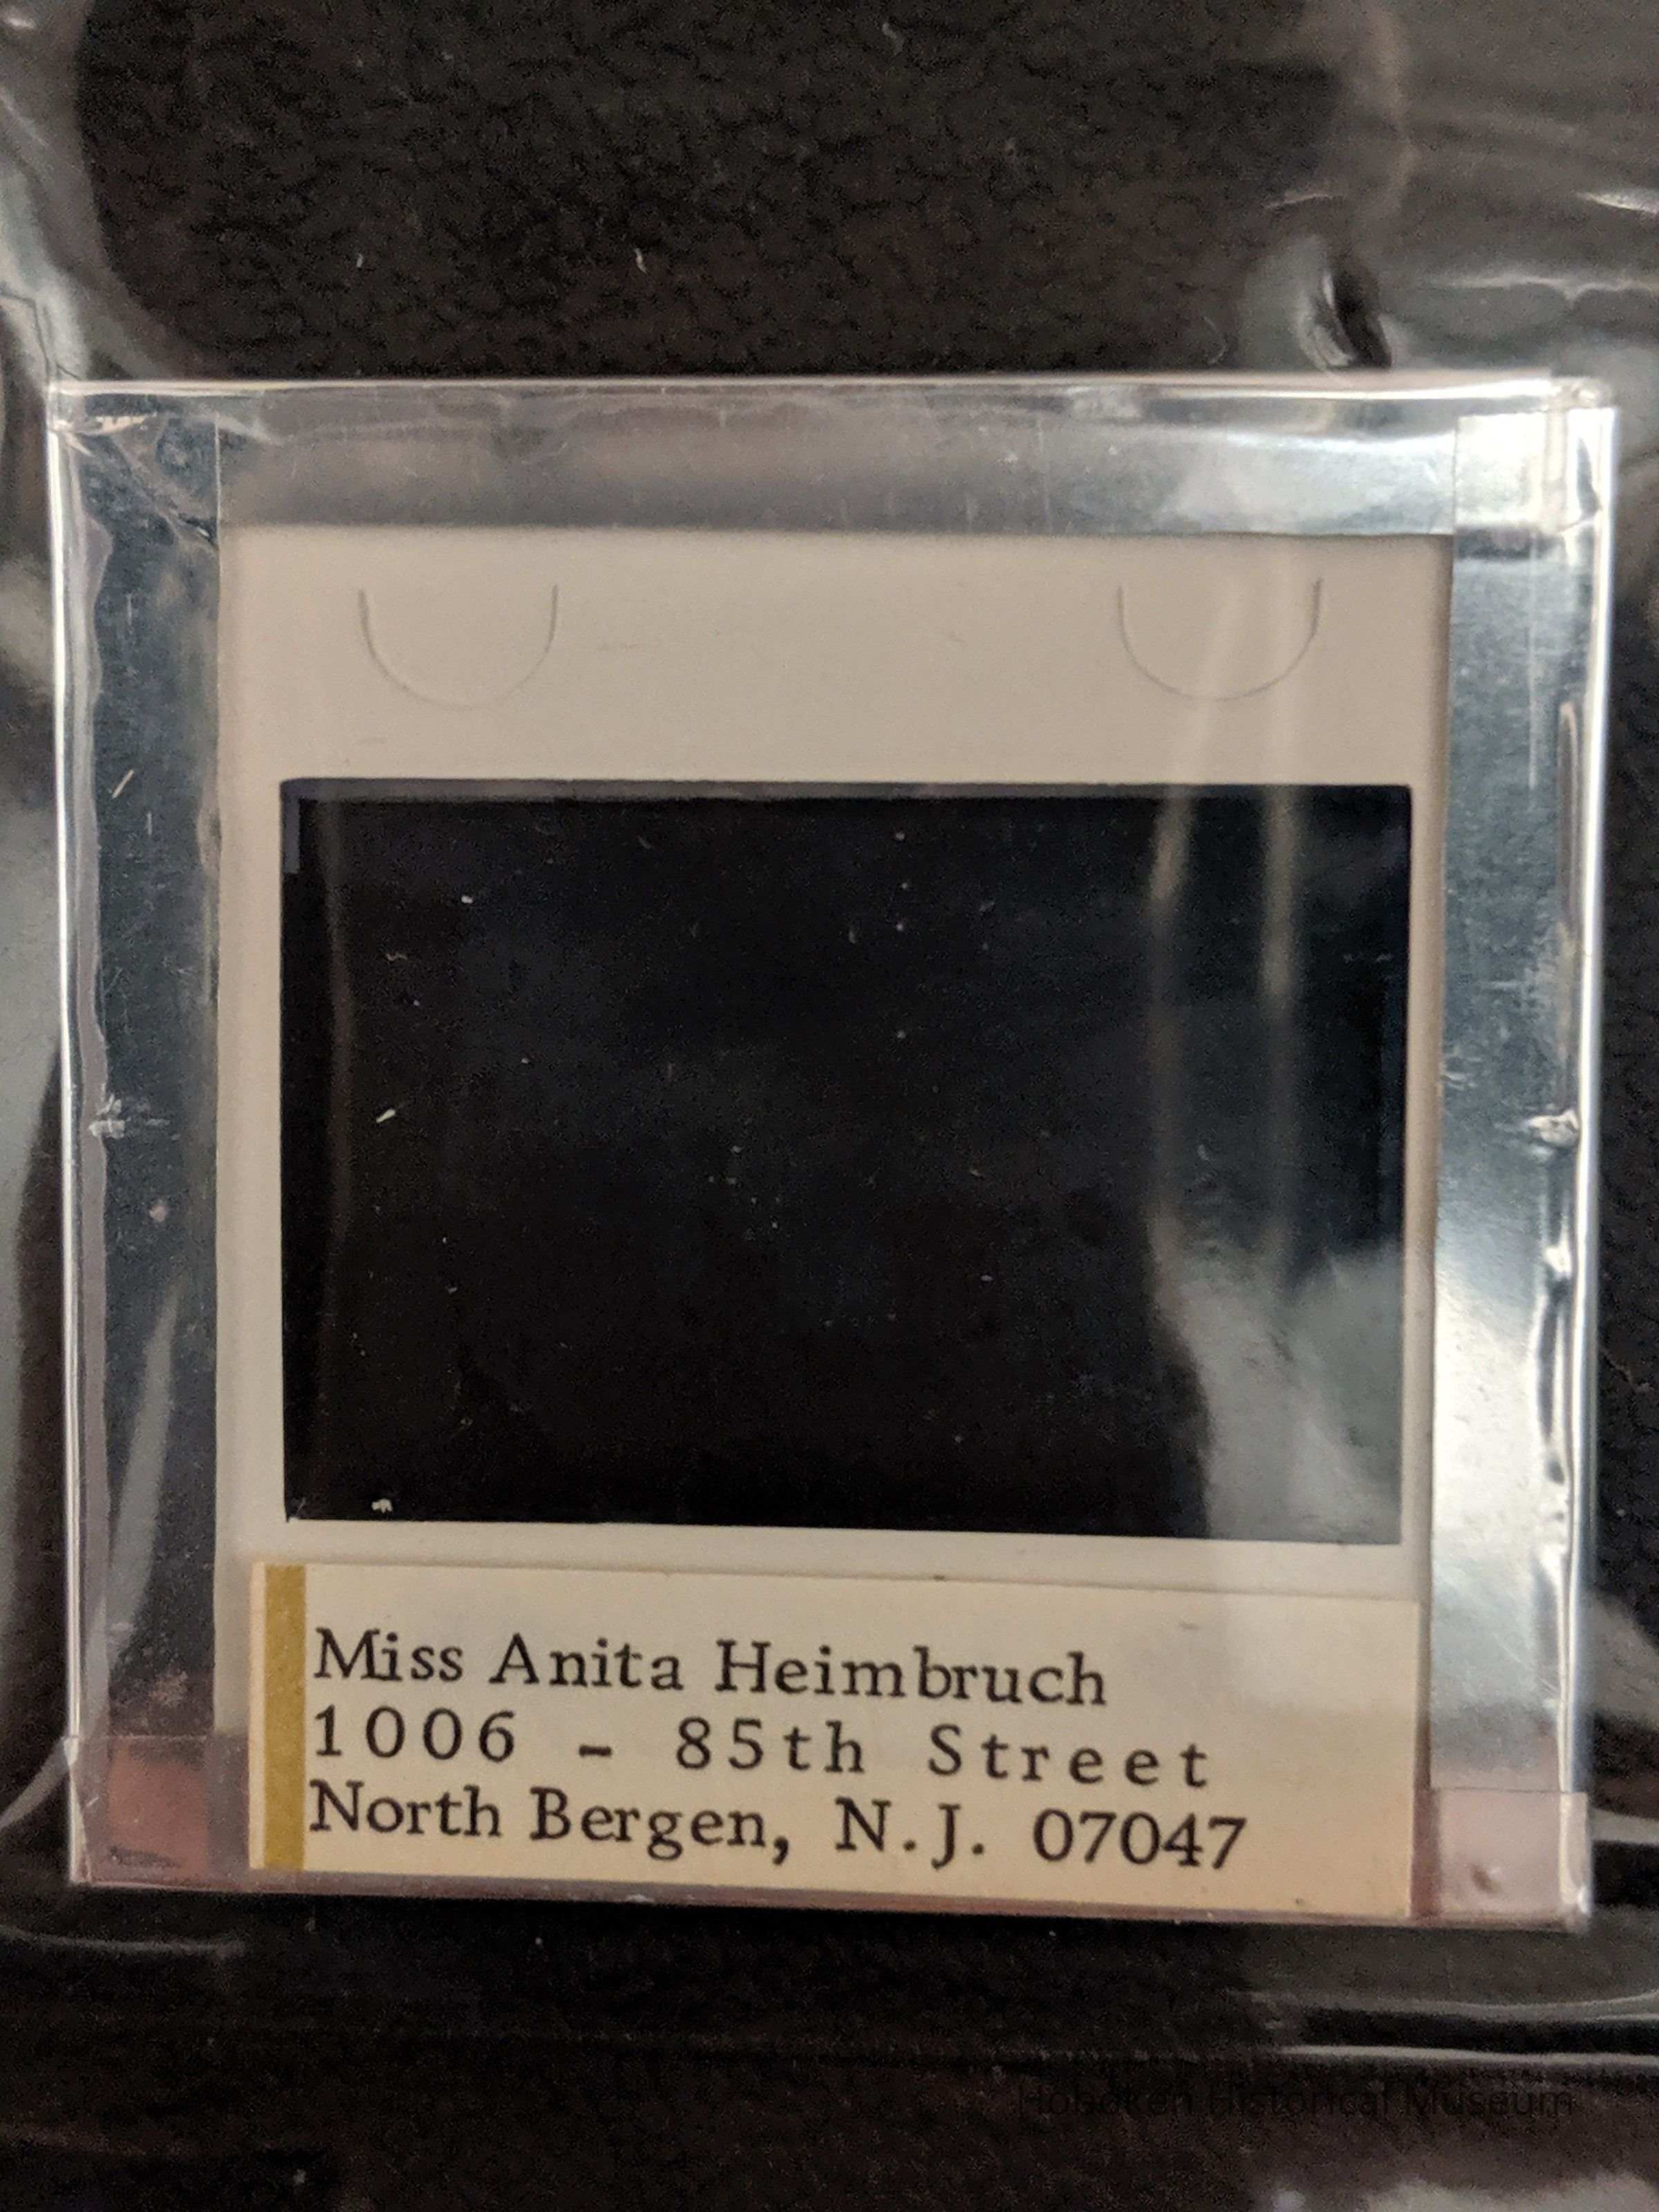 Miss Anita Heimbruch
1006 - 85th Street
North Bergen, N.J. 07047
Hoboken Historical Museum